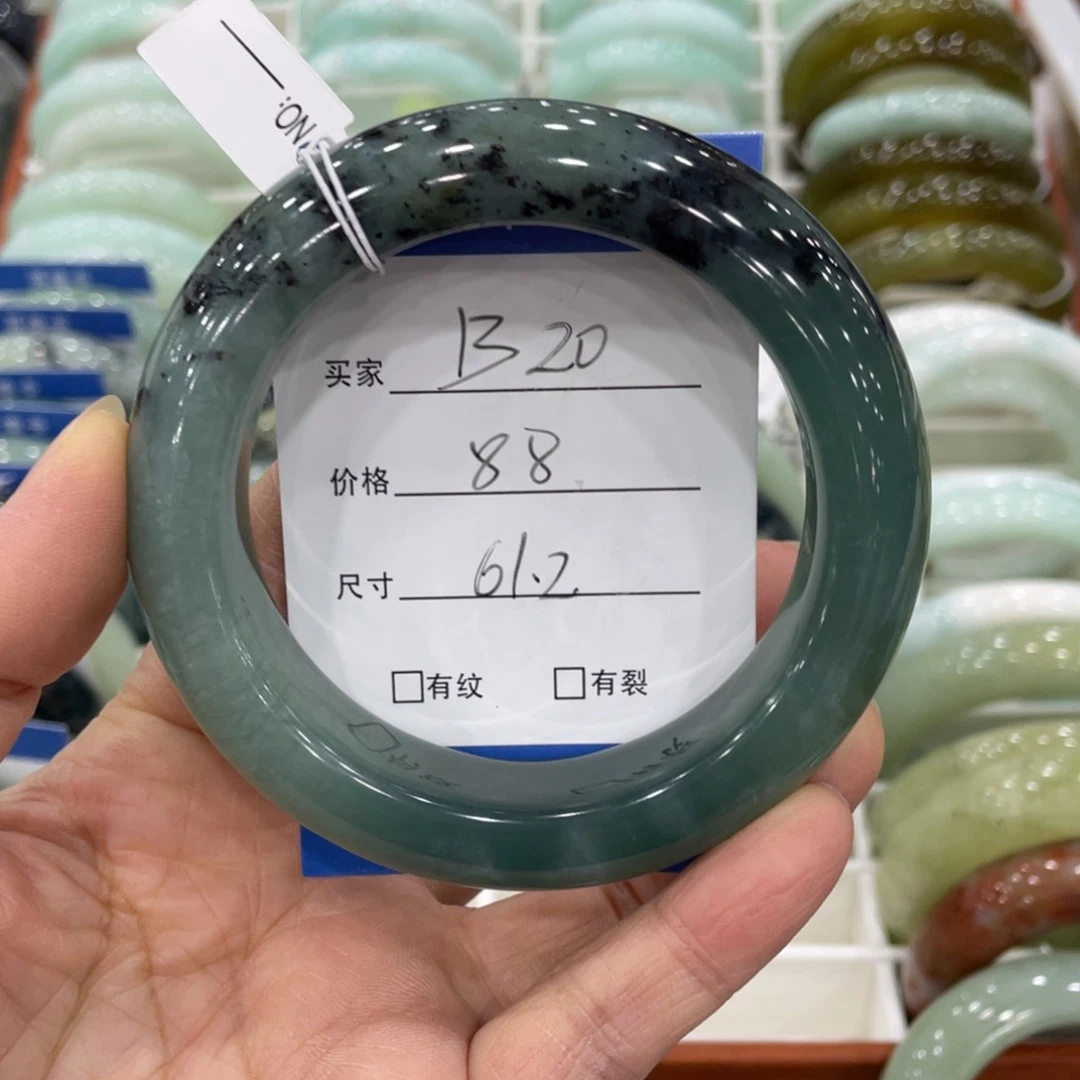 NO:
买家 B20
价格 88
尺寸 61.2
□有纹 □有裂